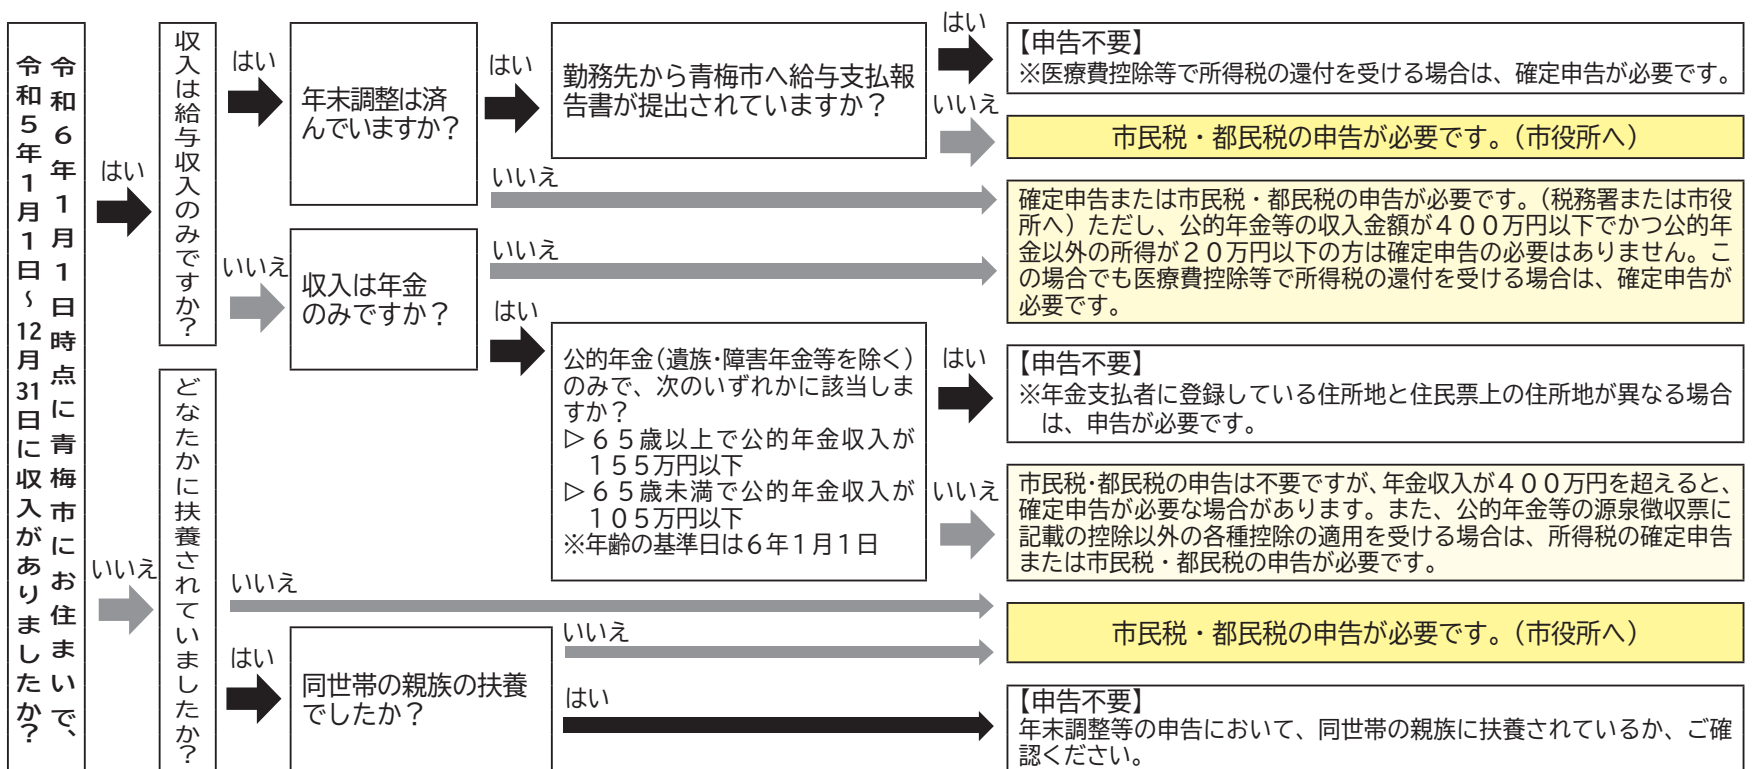 令和６年１月１日時点に青梅市にお住まいで、
令和５年１月１日～12月31日に収入がありましたか？
はい
いいえ
収入は給与収入のみですか？
はい
いいえ
年末調整は済
んでいますか？
はい
いいえ
勤務先から青梅市へ給与支払報
告書が提出されていますか？
はい
いいえ
【申告不要】
※医療費控除等で所得税の還付を受ける場合は、確定申告が必要です。
市民税・都民税の申告が必要です。（市役所へ）
確定申告または市民税・都民税の申告が必要です。（税務署または市役
所へ）ただし、公的年金等の収入金額が４００万円以下でかつ公的年
金以外の所得が２０万円以下の方は確定申告の必要はありません。こ
の場合でも医療費控除等で所得税の還付を受ける場合は、確定申告が
必要です。
収入は年金
のみですか？
いいえ
はい
公的年金（遺族・障害年金等を除く）
のみで、次のいずれかに該当しま
すか？
▷６５歳以上で公的年金収入が
１５５万円以下
▷６５歳未満で公的年金収入が
１０５万円以下
※年齢の基準日は６年１月１日
はい
いいえ
【申告不要】
※年金支払者に登録している住所地と住民票上の住所地が異なる場合
は、申告が必要です。
市民税・都民税の申告は不要ですが、年金収入が４００万円を超えると、
確定申告が必要な場合があります。また、公的年金等の源泉徴収票に
記載の控除以外の各種控除の適用を受ける場合は、所得税の確定申告
または市民税・都民税の申告が必要です。
どなたかに扶養されていましたか？
いいえ
はい
同世帯の親族の扶養
でしたか？
いいえ
はい
市民税・都民税の申告が必要です。（市役所へ）
【申告不要】
年末調整等の申告において、同世帯の親族に扶養されているか、ご確
認ください。